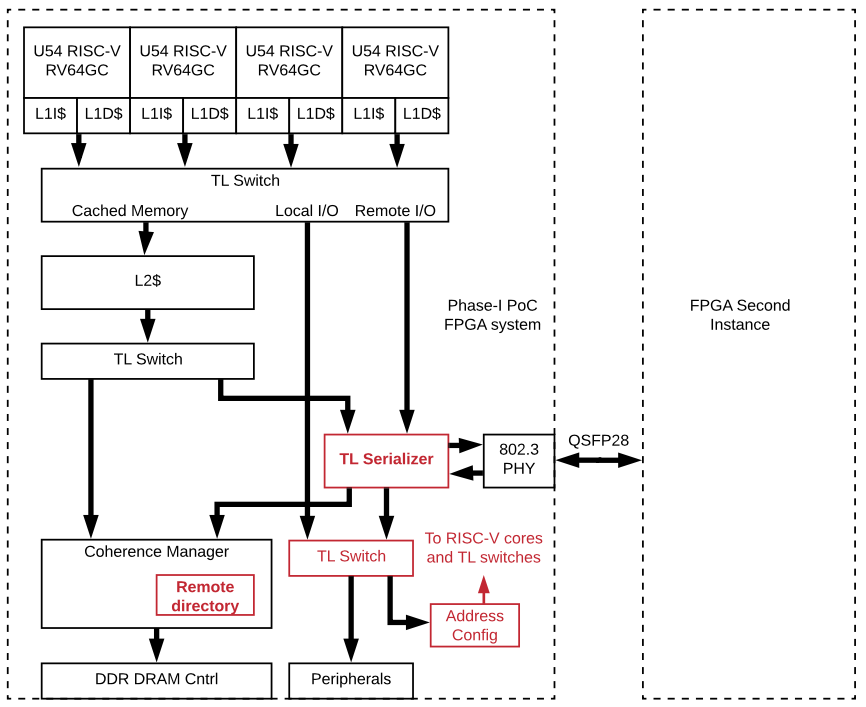 U54 RISC-V
RV64GC
U54 RISC-V
RV64GC
U54 RISC-V
RV64GC
U54 RISC-V
RV64GC
L1I$
L1D$
L1I$
L1D$
L1I$
L1D$
L1I$
L1D$
TL Switch
Cached Memory
Local I/O
Remote I/O
L2$
Phase-I PoC
FPGA system
FPGA Second
Instance
TL Switch
TL Serializer
802.3
PHY
QSFP28
Coherence Manager
Remote
directory
TL Switch
To RISC-V cores
and TL switches
Address
Config
DDR DRAM Cntrl
Peripherals